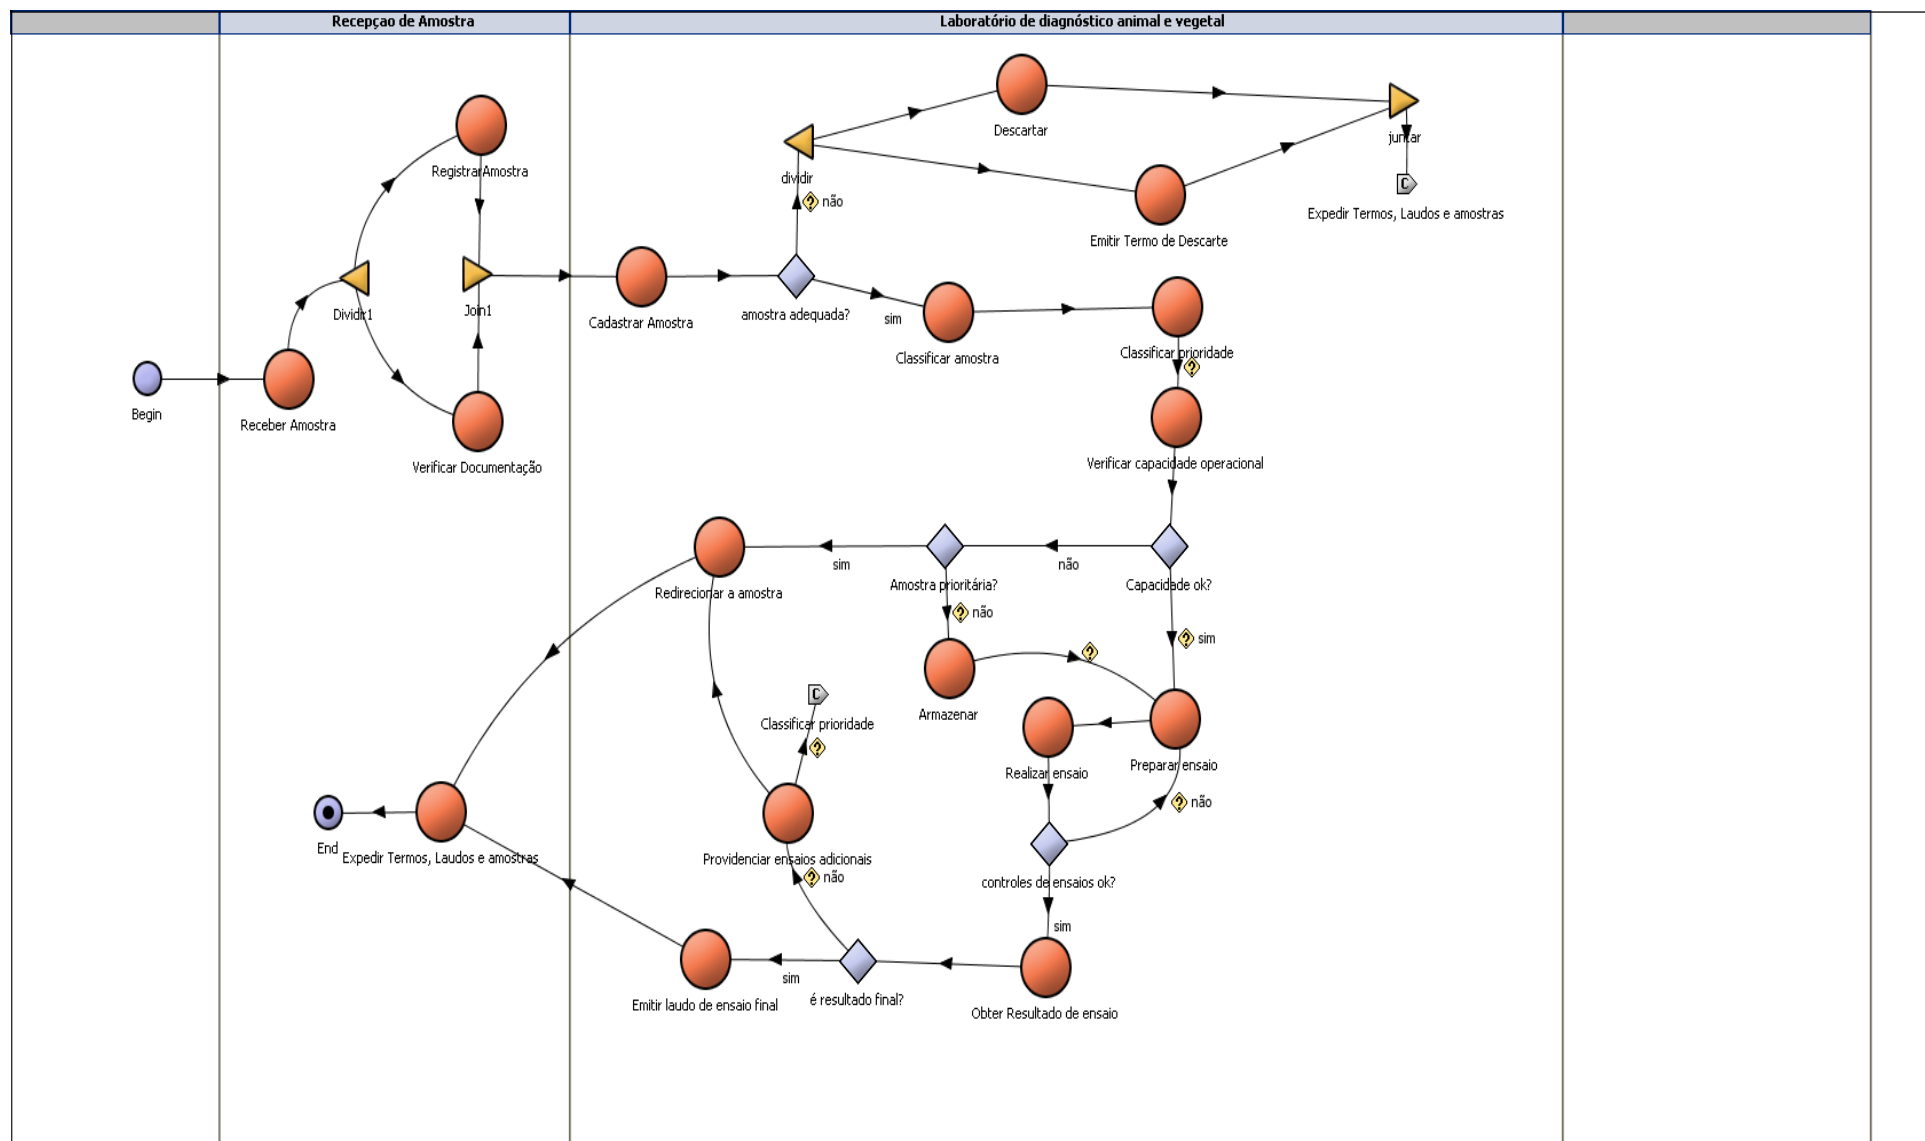 Recepçao de Amostra
Laboratório de diagnóstico animal e vegetal
Descartar
juntar
Registrar Amostra
dividir
? não
C
Expedir Termos, Laudos e amostras
Emitir Termo de Descarte
Dividir1
Join1
Cadastrar Amostra
amostra adequada?
sim
Classificar amostra
Classificar prioridade
?
Begin
Receber Amostra
Verificar Documentação
Verificar capacidade operacional
Redirecionar a amostra
sim
Amostra prioritária?
não
Capacidade ok?
? não
? sim
?
Armazenar
C
Classificar prioridade
?
Realizar ensaio
Preparar ensaio
? não
End
Expedir Termos, Laudos e amostras
Providenciar ensaios adicionais
? não
controles de ensaios ok?
sim
Emitir laudo de ensaio final
sim
é resultado final?
Obter Resultado de ensaio